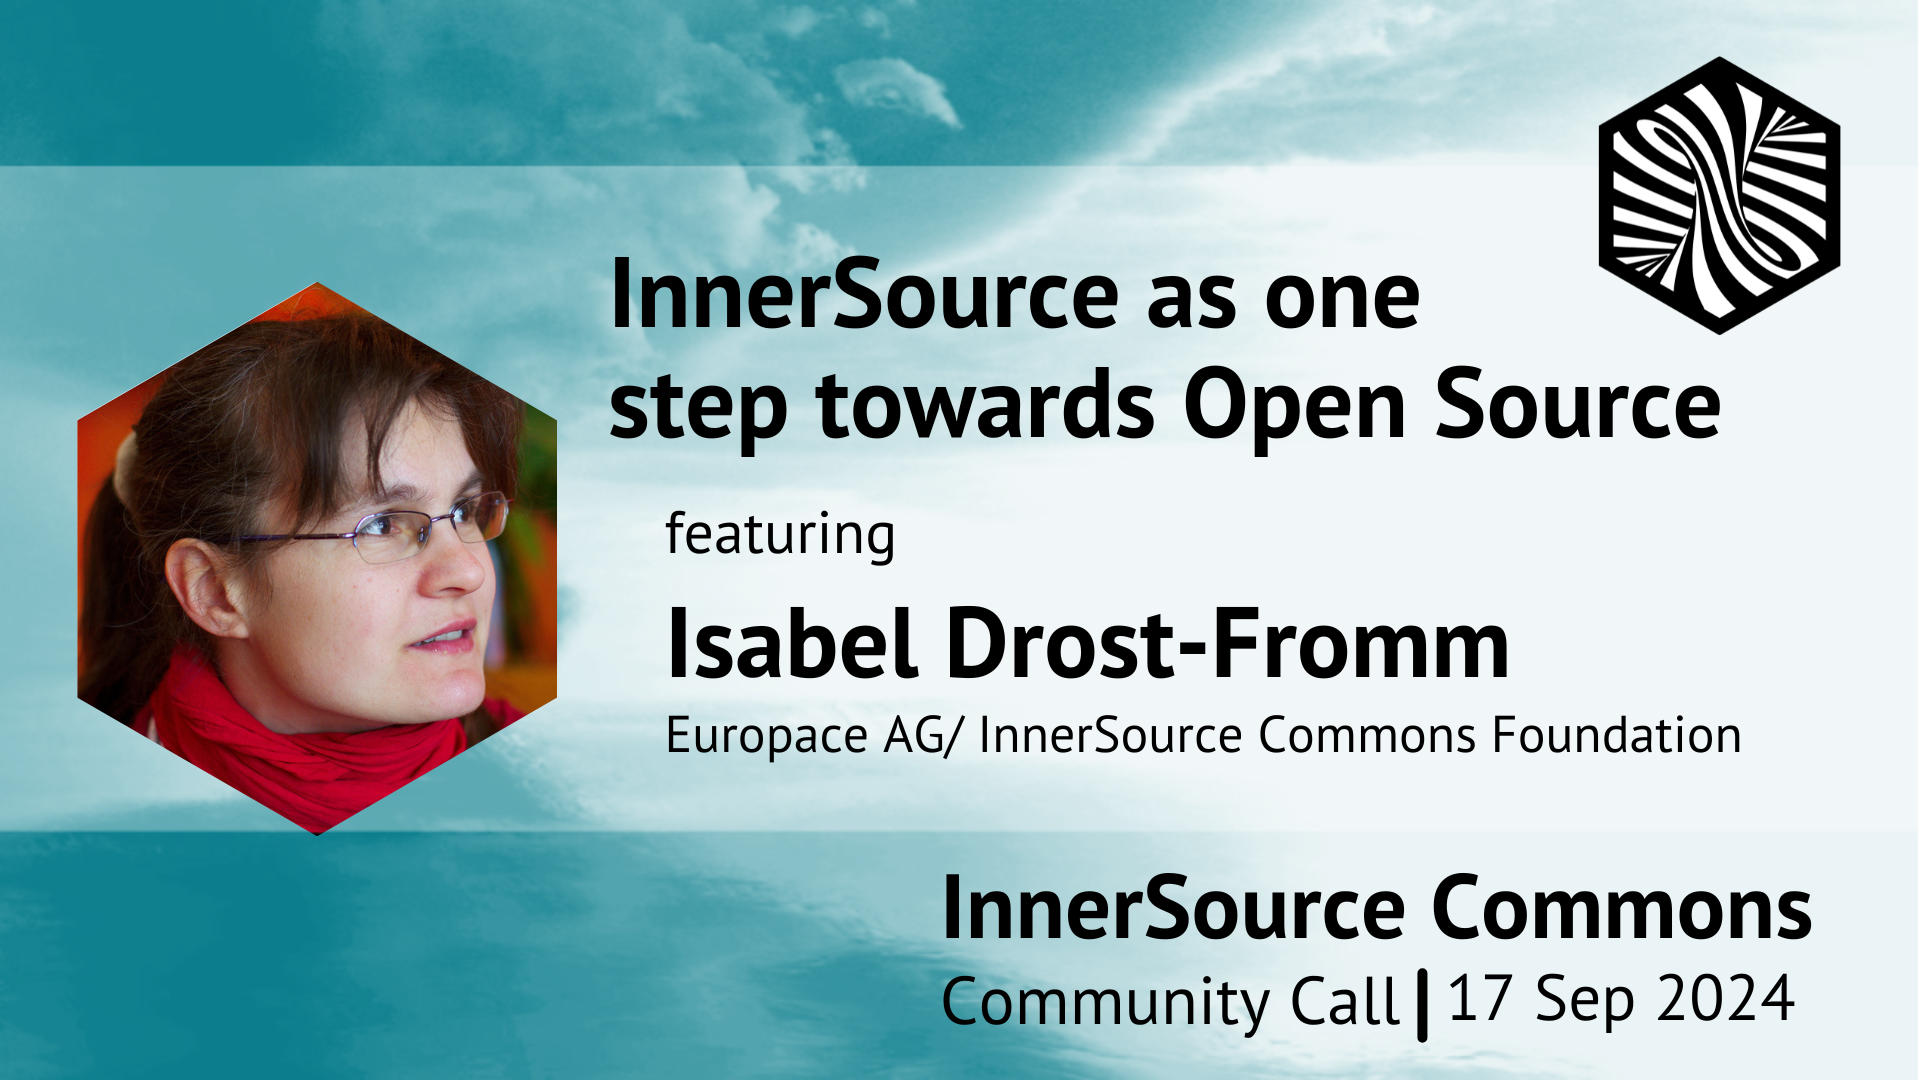 InnerSource as one
step towards Open Source
featuring
Isabel Drost-Fromm
Europace AG/ InnerSource Commons Foundation
InnerSource Commons
Community Call | 17 Sep 2024